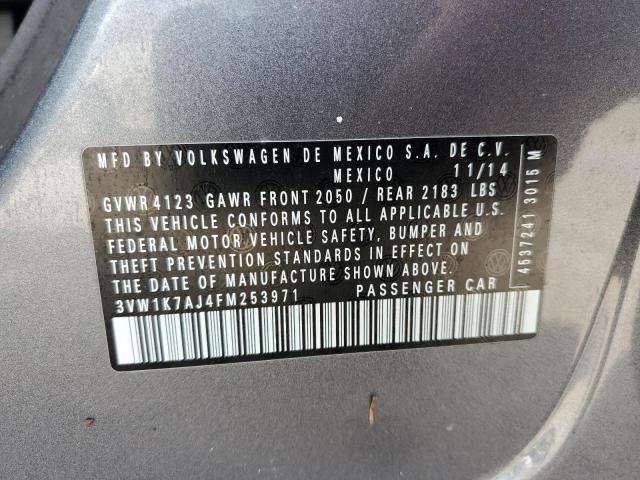 MFD BY VOLKSWAGEN DE MEXICO S.A. DE C.V.
MEXICO 11/14
GVWR 4123 GAWR FRONT 2050 / REAR 2183 LBS
THIS VEHICLE CONFORMS TO ALL APPLICABLE U.S.
FEDERAL MOTOR VEHICLE SAFETY, BUMPER AND
THEFT PREVENTION STANDARDS IN EFFECT ON
THE DATE OF MANUFACTURE SHOWN ABOVE.
3VW1K7AJ4FM253971 PASSENGER CAR
4537241 3015 M